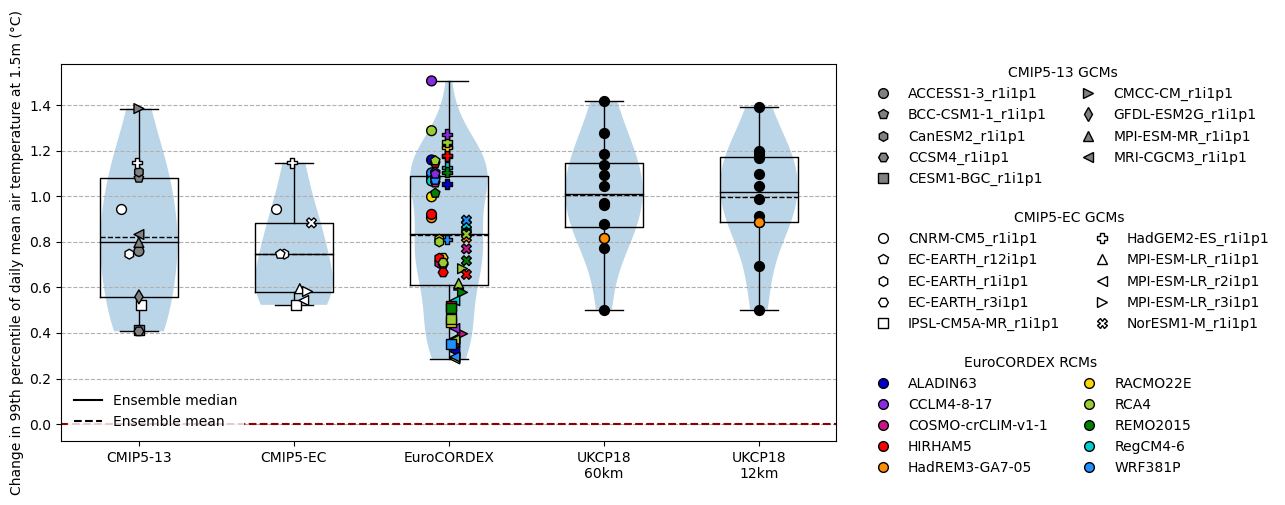 Change in 99th percentile of daily mean air temperature at 1.5m (°C)
1.4
1.2
1.0
0.8
0.6
0.4
0.2
0.0
Ensemble median
Ensemble mean
CMIP5-13
CMIP5-EC
EuroCORDEX
UKCP18
60km
UKCP18
12km
CMIP5-13 GCMs
ACCESS1-3_r1i1p1
BCC-CSM1-1_r1i1p1
CanESM2_r1i1p1
CCSM4_r1i1p1
CESM1-BGC_r1i1p1
CMCC-CM_r1i1p1
GFDL-ESM2G_r1i1p1
MPI-ESM-MR_r1i1p1
MRI-CGCM3_r1i1p1
CMIP5-EC GCMs
CNRM-CM5_r1i1p1
EC-EARTH_r12i1p1
EC-EARTH_r1i1p1
EC-EARTH_r3i1p1
IPSL-CM5A-MR_r1i1p1
HadGEM2-ES_r1i1p1
MPI-ESM-LR_r1i1p1
MPI-ESM-LR_r2i1p1
MPI-ESM-LR_r3i1p1
NorESM1-M_r1i1p1
EuroCORDEX RCMs
ALADIN63
CCLM4-8-17
COSMO-crCLIM-v1-1
HIRHAM5
HadREM3-GA7-05
RACMO22E
RCA4
REMO2015
RegCM4-6
WRF381P